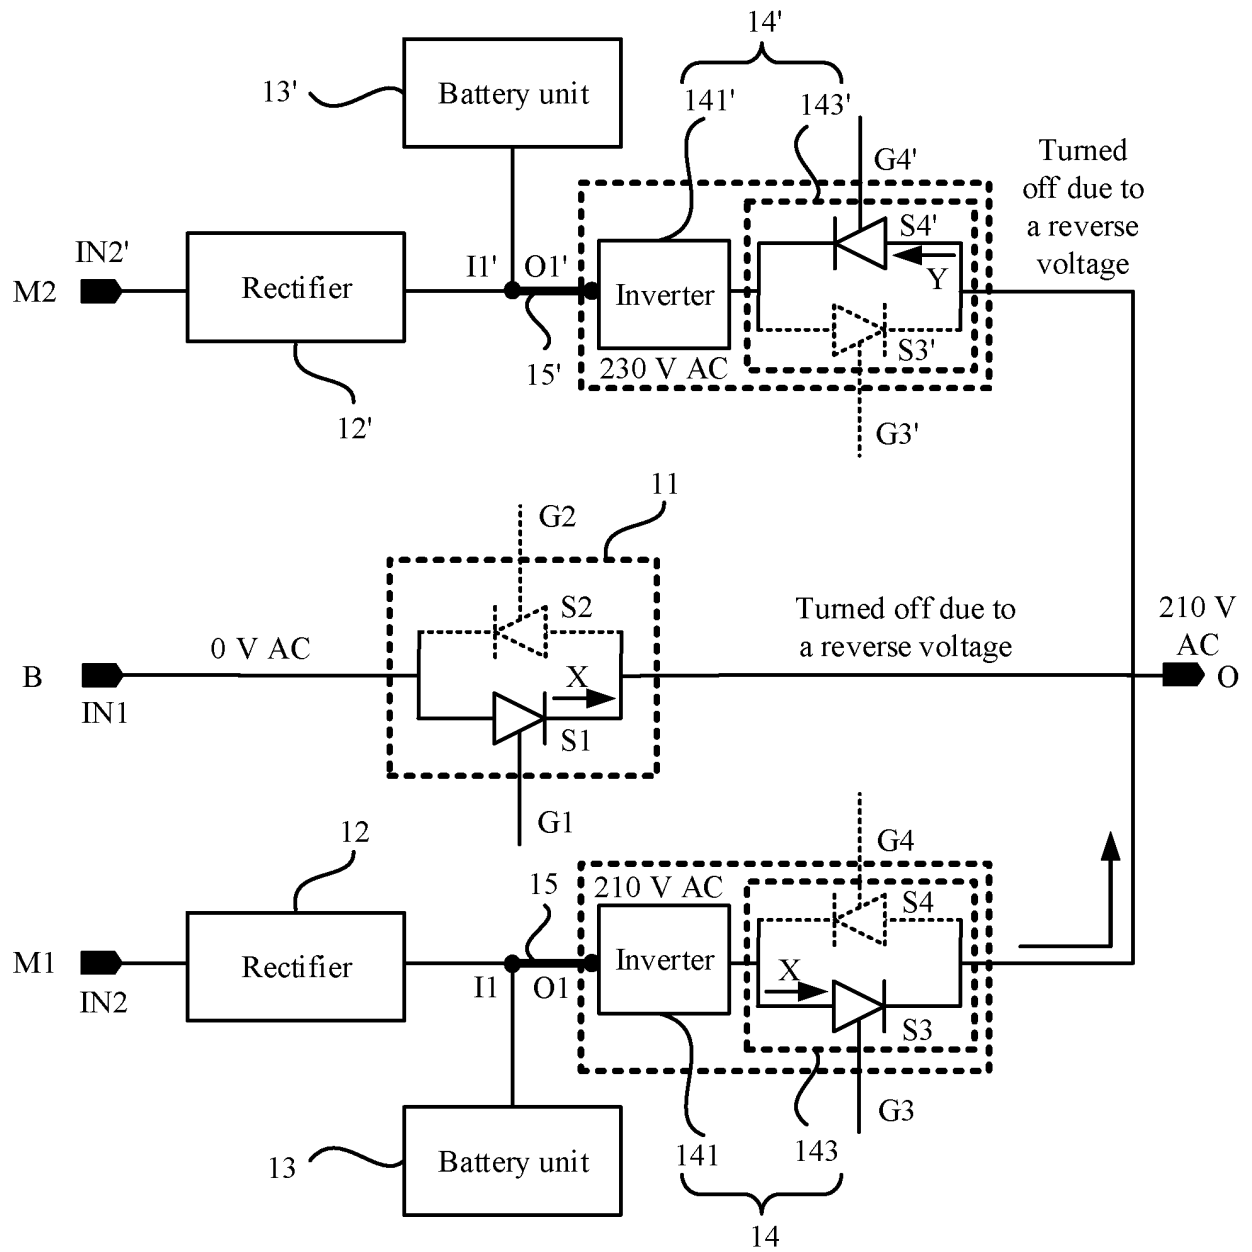 14'
13'
Battery unit
141'
143'
G4'
Turned
off due to
a reverse
voltage
IN2'
M2
Rectifier
I1'
O1'
Inverter
S4'
Y
S3'
15'
230 V AC
12'
G3'
11
G2
S2
Turned off due to
a reverse voltage
210 V
AC
0 V AC
B
IN1
X
S1
O
G1
12
G4
15
210 V AC
S4
M1
IN2
Rectifier
I1
O1
Inverter
X
S3
G3
13
Battery unit
141
143
14